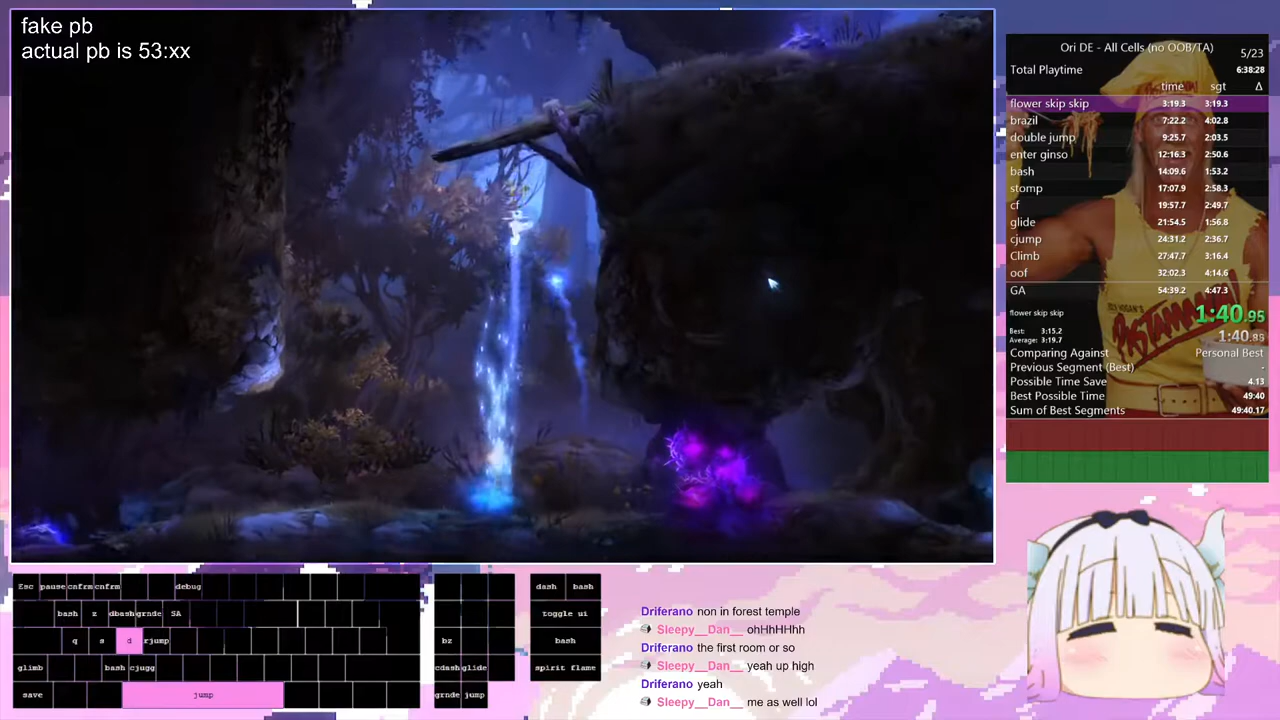 fake pb
actual pb is 53:xx
Ori DE - All Cells (no OOB/TA)
5/23
Total Playtime 6:38:28
time sgt Δ
flower skip skip 3:19.3 3:19.3
brazil 7:22.2 4:02.8
double jump 9:25.7 2:03.5
enter ginso 12:16.3 2:50.6
bash 14:09.6 1:53.2
stomp 17:07.9 2:58.3
cf 19:57.7 2:49.7
glide 21:54.5 1:56.8
cjump 24:31.2 2:36.7
Climb 27:47.7 3:16.4
oof 32:02.3 4:14.6
GA 54:39.2 4:47.3
flower skip skip 1:40.95
Best: 3:15.2
Average: 3:19.7
Comparing Against Personal Best
Previous Segment (Best) -
Possible Time Save 4.13
Best Possible Time 49:40
Sum of Best Segments 49:40.17
Esc pause cnfrm cnfrm debug
bash z dbash grnde SA
q s d rjump
glimb bash cjugg
save jump
bz
cdash glide
grnde jump
dash bash
toggle ui
bash
spirit flame
Driferano non in forest temple
Sleepy__Dan__ ohHhHHhh
Driferano the first room or so
Sleepy__Dan__ yeah up high
Driferano yeah
Sleepy__Dan__ me as well lol